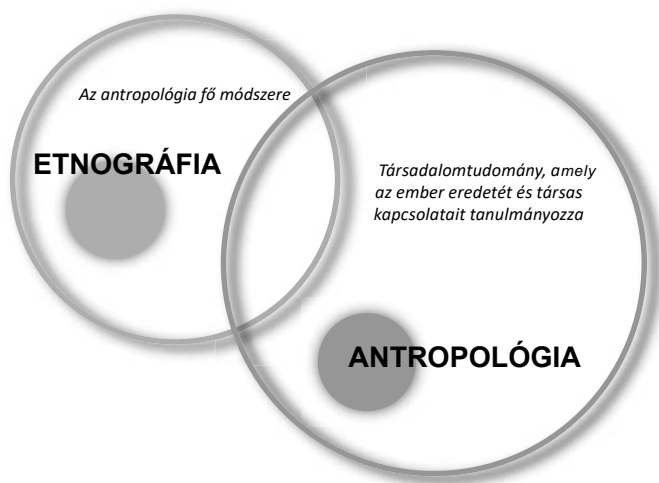 Az antropológia fő módszere
ETNOGRÁFIA
Társadalomtudomány, amely
az ember eredetét és társas
kapcsolatait tanulmányozza
ANTROPOLÓGIA